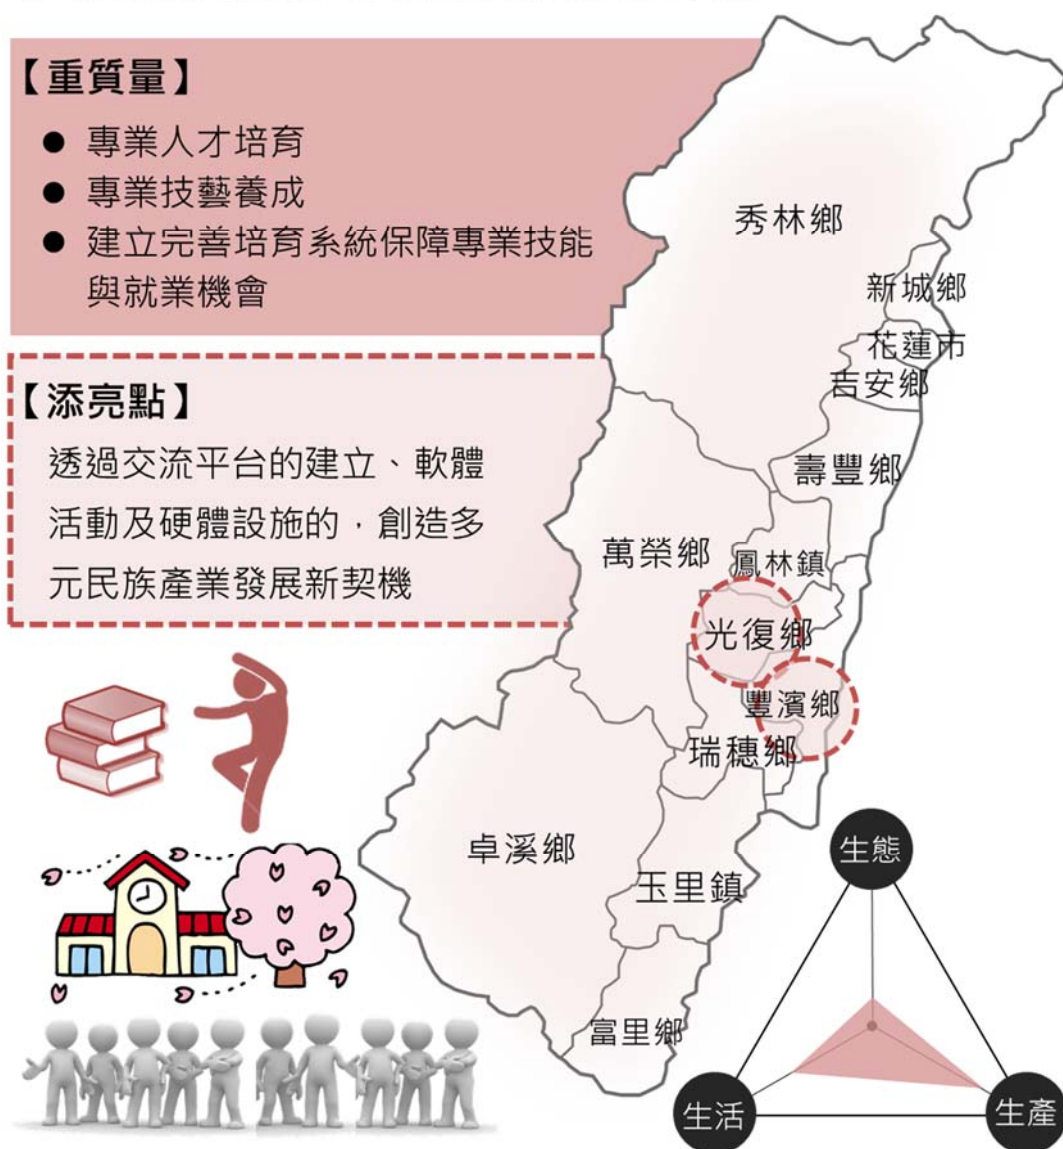 【重質量】
● 專業人才培育
● 專業技藝養成
● 建立完善培育系統保障專業技能
與就業機會
【添亮點】
透過交流平台的建立、軟體
活動及硬體設施的，創造多
元民族產業發展新契機
秀林鄉
新城鄉
花蓮市
吉安鄉
壽豐鄉
萬榮鄉
鳳林鎮
光復鄉
豐濱鄉
瑞穗鄉
卓溪鄉
玉里鎮
富里鄉
生態
生活
生產